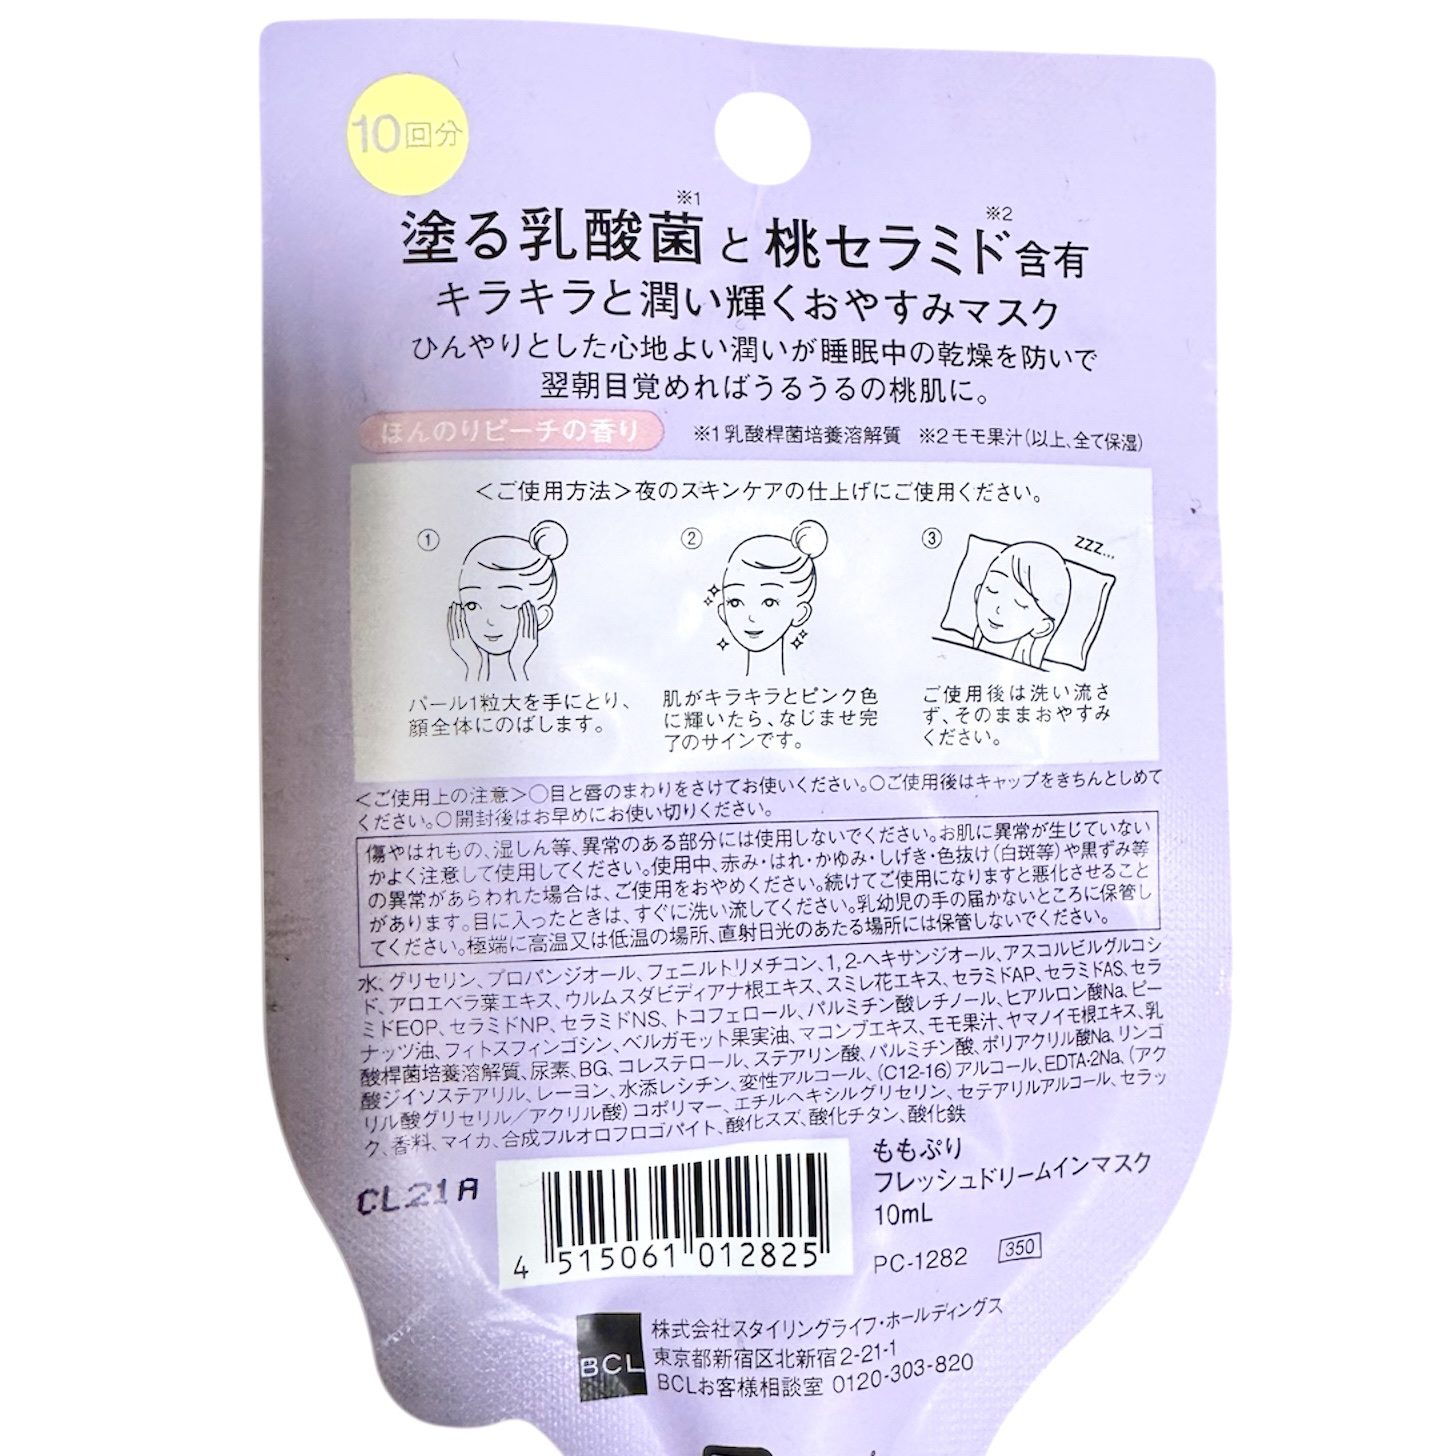 10回分
※1 ※2
塗る乳酸菌と桃セラミド含有
キラキラと潤い輝くおやすみマスク
ひんやりとした心地よい潤いが睡眠中の乾燥を防いで
翌朝目覚めればうるうるの桃肌に。
ほんのりピーチの香り ※1乳酸桿菌培養溶解質 ※2モモ果汁(以上、全て保湿)
＜ご使用方法＞夜のスキンケアの仕上げにご使用ください。
① ② ③ ZZZ...
パール1粒大を手にとり、
顔全体にのばします。
肌がキラキラとピンク色
に輝いたら、なじませ完
了のサインです。
ご使用後は洗い流さ
ず、そのままおやすみ
ください。
＜ご使用上の注意＞○目と唇のまわりをさけてお使いください。○ご使用後はキャップをきちんとしめて
ください。○開封後はお早めにお使い切りください。
傷やはれもの、湿しん等、異常のある部分には使用しないでください。お肌に異常が生じていない
かよく注意して使用してください。使用中、赤み・はれ・かゆみ・しげき・色抜け(白斑等)や黒ずみ等
の異常があらわれた場合は、ご使用をおやめください。続けてご使用になりますと悪化させること
があります。目に入ったときは、すぐに洗い流してください。乳幼児の手の届かないところに保管し
てください。極端に高温又は低温の場所、直射日光のあたる場所には保管しないでください。
水、グリセリン、プロパンジオール、フェニルトリメチコン、1,2-ヘキサンジオール、アスコルビルグルコシ
ド、アロエベラ葉エキス、ウルムスダビディアナ根エキス、スミレ花エキス、セラミドAP、セラミドAS、セラ
ミドEOP、セラミドNP、セラミドNS、トコフェロール、パルミチン酸レチノール、ヒアルロン酸Na、ピー
ナッツ油、フィトスフィンゴシン、ベルガモット果実油、マコンブエキス、モモ果汁、ヤマノイモ根エキス、乳
酸桿菌培養溶解質、尿素、BG、コレステロール、ステアリン酸、パルミチン酸、ポリアクリル酸Na、リンゴ
酸ジイソステアリル、レーヨン、水添レシチン、変性アルコール、(C12-16)アルコール、EDTA-2Na、(アク
リル酸グリセリル／アクリル酸)コポリマー、エチルヘキシルグリセリン、セテアリルアルコール、セラッ
ク、香料、マイカ、合成フルオロフロゴパイト、酸化スズ、酸化チタン、酸化鉄
CL21A
4 515061 012825
ももぷり
フレッシュドリームインマスク
10mL
PC-1282 350
BCL
株式会社スタイリングライフ・ホールディングス
東京都新宿区北新宿2-21-1
BCLお客様相談室 0120-303-820